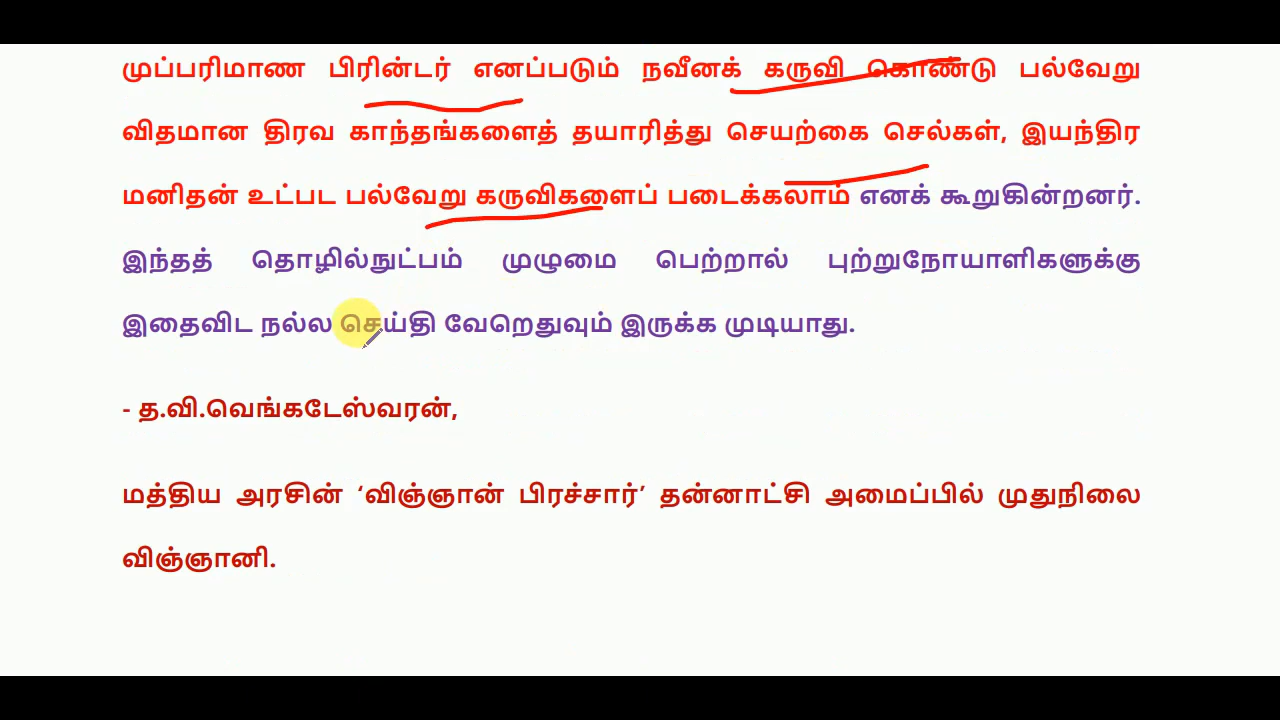 முப்பரிமாண பிரின்டர் எனப்படும் நவீனக் கருவி கொண்டு பல்வேறு
விதமான திரவ காந்தங்களைத் தயாரித்து செயற்கை செல்கள், இயந்திர
மனிதன் உட்பட பல்வேறு கருவிகளைப் படைக்கலாம் எனக் கூறுகின்றனர்.
இந்தத் தொழில்நுட்பம் முழுமை பெற்றால் புற்றுநோயாளிகளுக்கு
இதைவிட நல்ல செய்தி வேறெதுவும் இருக்க முடியாது.
- த.வி.வெங்கடேஸ்வரன்,
மத்திய அரசின் ‘விஞ்ஞான் பிரச்சார்’ தன்னாட்சி அமைப்பில் முதுநிலை
விஞ்ஞானி.